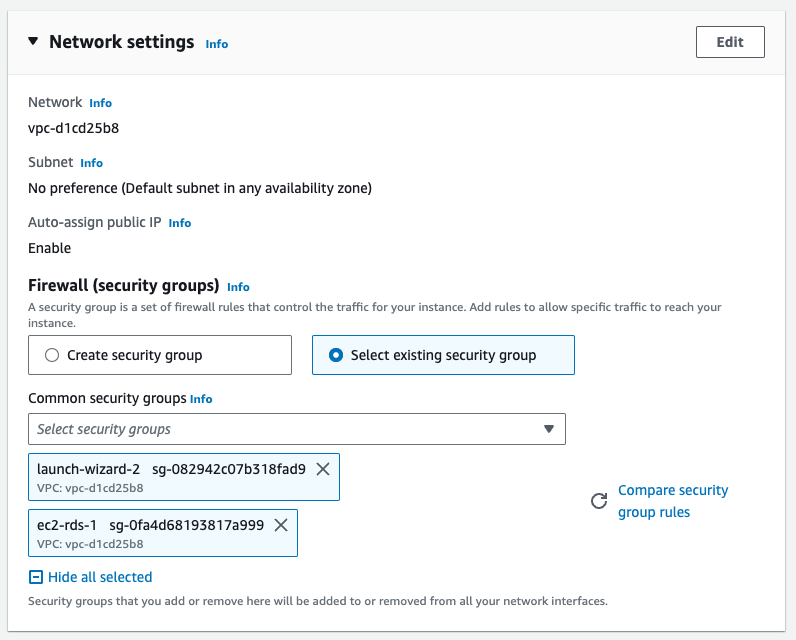 Network settings Info
Edit
Network Info
vpc-d1cd25b8
Subnet Info
No preference (Default subnet in any availability zone)
Auto-assign public IP Info
Enable
Firewall (security groups) Info
A security group is a set of firewall rules that control the traffic for your instance. Add rules to allow specific traffic to reach your
instance.
Create security group
Select existing security group
Common security groups Info
Select security groups
launch-wizard-2 sg-082942c07b318fad9
VPC: vpc-d1cd25b8
ec2-rds-1 sg-0fa4d68193817a999
VPC: vpc-d1cd25b8
Compare security
group rules
Hide all selected
Security groups that you add or remove here will be added to or removed from all your network interfaces.